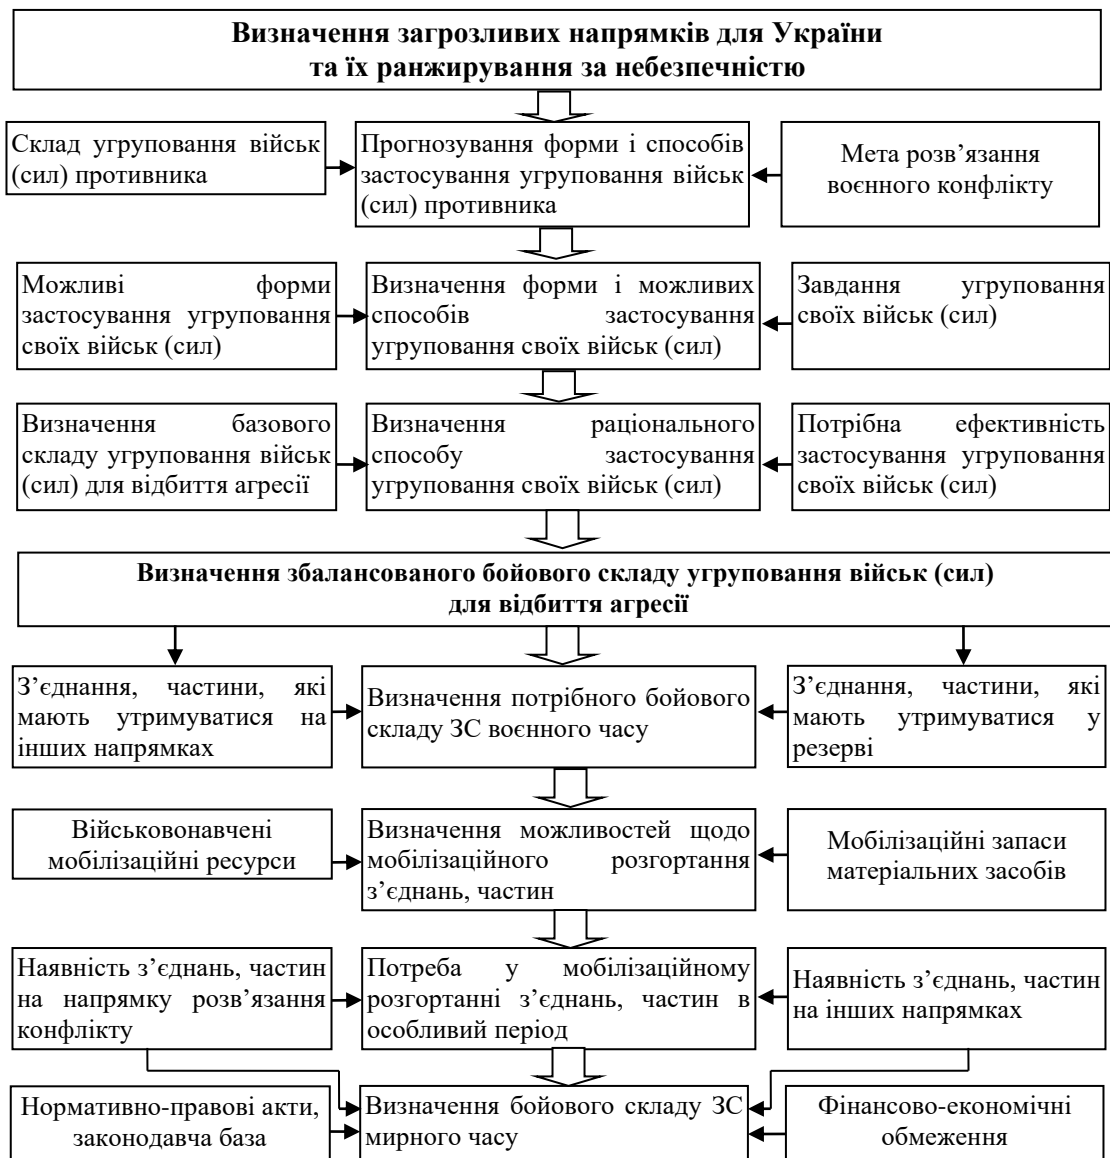 Визначення загрозливих напрямків для України
та їх ранжирування за небезпечністю
Склад угруповання військ
(сил) противника
Прогнозування форми і способів
застосування угруповання військ
(сил) противника
Мета розв’язання
воєнного конфлікту
Можливі форми
застосування угруповання
своїх військ (сил)
Визначення форми і можливих
способів застосування
угруповання своїх військ (сил)
Завдання угруповання
своїх військ (сил)
Визначення базового
складу угруповання військ
(сил) для відбиття агресії
Визначення раціонального
способу застосування
угруповання своїх військ (сил)
Потрібна ефективність
застосування угруповання
своїх військ (сил)
Визначення збалансованого бойового складу угруповання військ (сил)
для відбиття агресії
З’єднання, частини, які
мають утримуватися на
інших напрямках
Визначення потрібного бойового
складу ЗС воєнного часу
З’єднання, частини, які
мають утримуватися у
резерві
Військовонавчені
мобілізаційні ресурси
Визначення можливостей щодо
мобілізаційного розгортання
з’єднань, частин
Мобілізаційні запаси
матеріальних засобів
Наявність з’єднань, частин
на напрямку розв’язання
конфлікту
Потреба у мобілізаційному
розгортанні з’єднань, частин в
особливий період
Наявність з’єднань, частин
на інших напрямках
Нормативно-правові акти,
законодавча база
Визначення бойового складу ЗС
мирного часу
Фінансово-економічні
обмеження